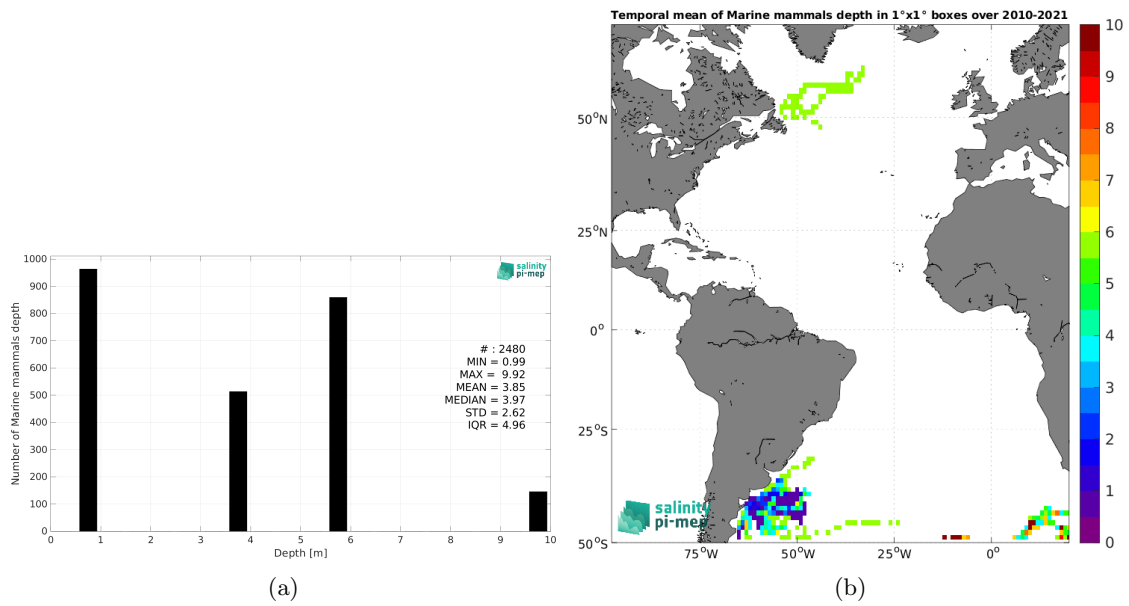 1000
900
800
700
600
500
400
300
200
100
0
Number of Marine mammals depth
salinity
pi-mep
# : 2480
MIN = 0.99
MAX = 9.92
MEAN = 3.85
MEDIAN = 3.97
STD = 2.62
IQR = 4.96
0 1 2 3 4 5 6 7 8 9 10
Depth [m]
(a)
Temporal mean of Marine mammals depth in 1°x1° boxes over 2010-2021
50°N
25°N
0°
25°S
50°S
75°W 50°W 25°W 0°
salinity
pi-mep
10
9
8
7
6
5
4
3
2
1
0
(b)